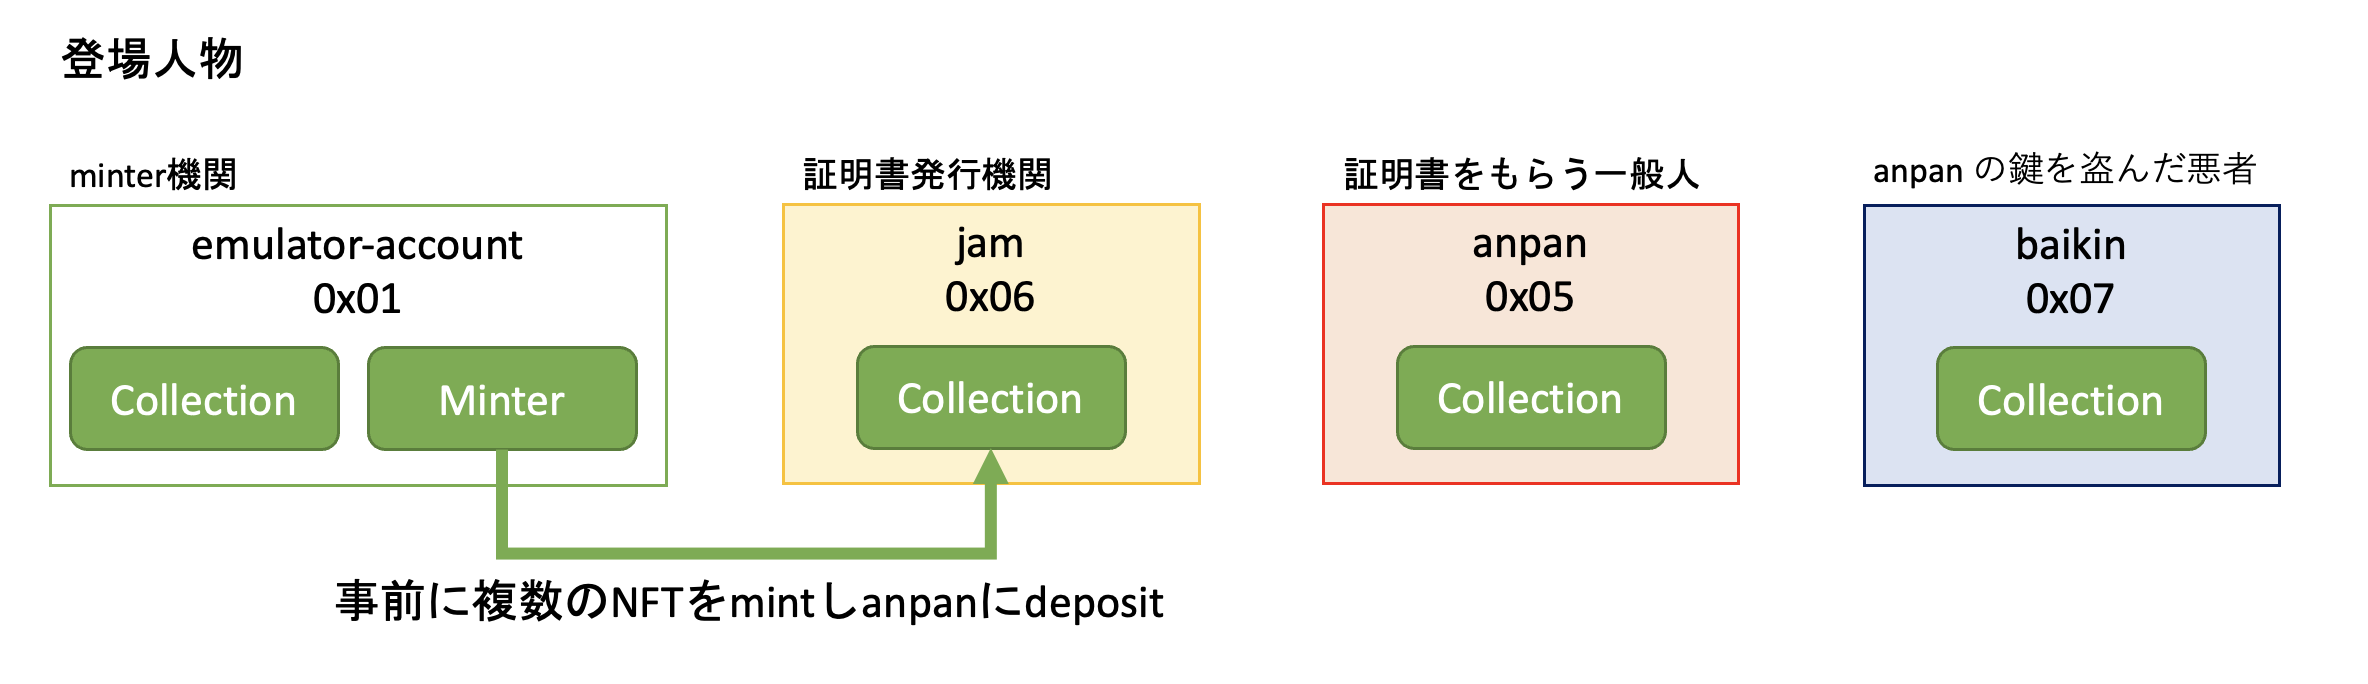 登場人物
minter機関
emulator-account
0x01
Collection
Minter
証明書発行機関
jam
0x06
Collection
証明書をもらう一般人
anpan
0x05
Collection
anpan の鍵を盗んだ悪者
baikin
0x07
Collection
事前に複数のNFTをmintしanpanにdeposit